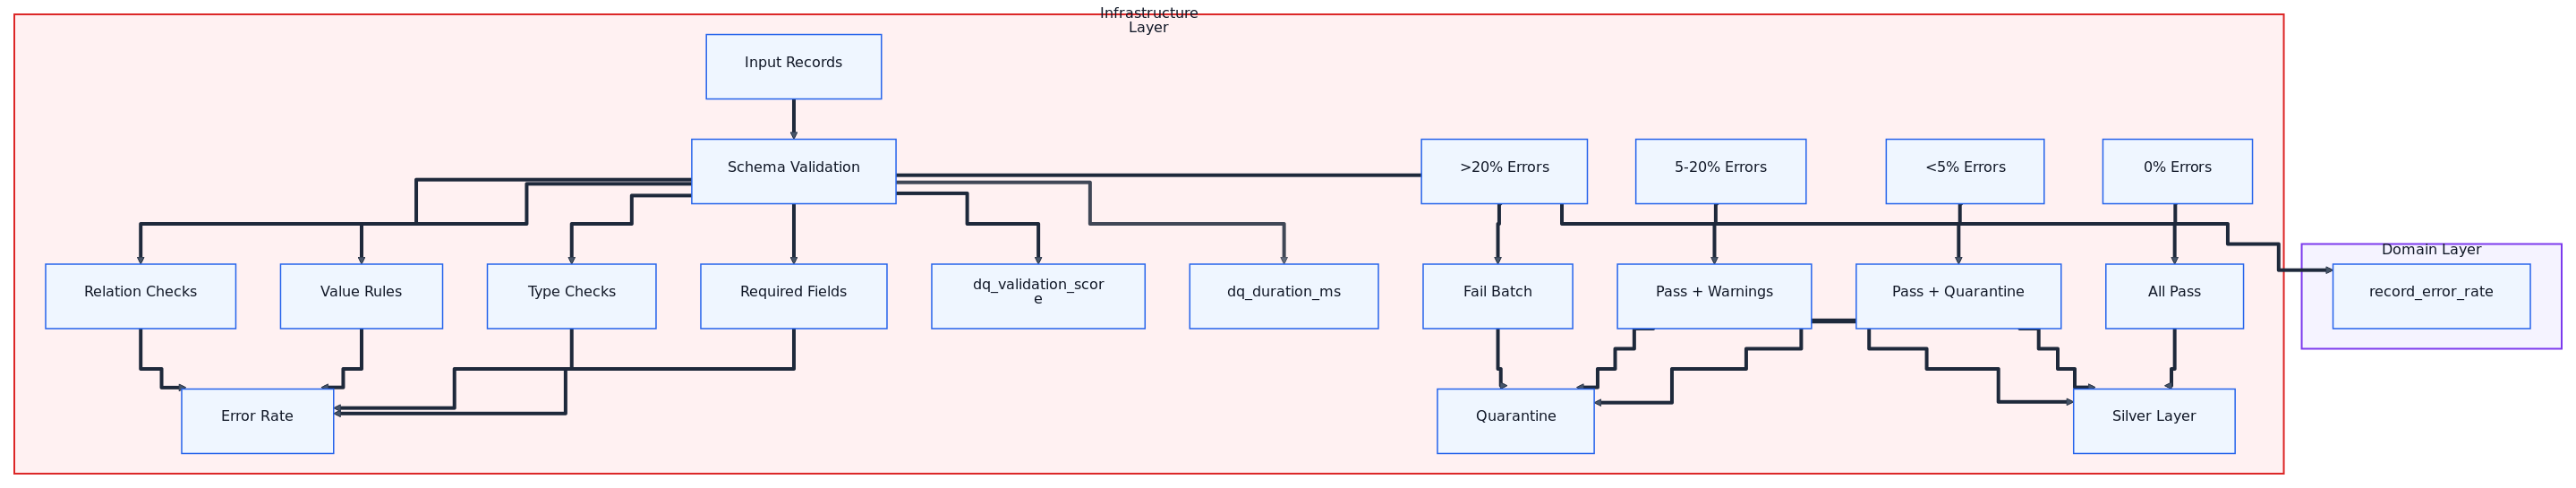 Infrastructure
Layer
Input Records
Schema Validation
>20% Errors
5-20% Errors
<5% Errors
0% Errors
Domain Layer
Relation Checks
Value Rules
Type Checks
Required Fields
dq_validation_scor
e
dq_duration_ms
Fail Batch
Pass + Warnings
Pass + Quarantine
All Pass
record_error_rate
Error Rate
Quarantine
Silver Layer